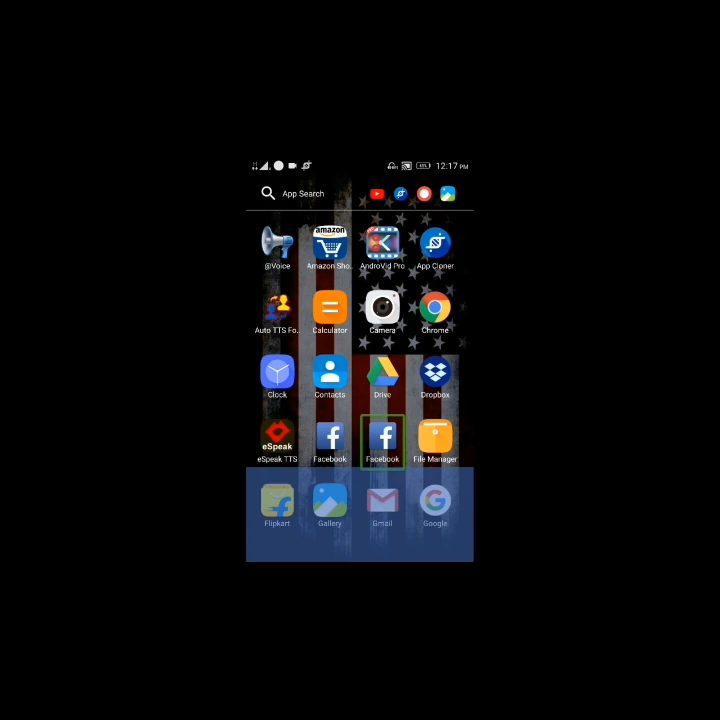 12:17 PM
App Search
@Voice Amazon Sho.. AndroVid Pro App Cloner
amazon
Auto TTS Fo.. Calculator Camera Chrome
Clock Contacts Drive Dropbox
eSpeak
eSpeak TTS Facebook Facebook File Manager
Flipkart Gallery Gmail Google